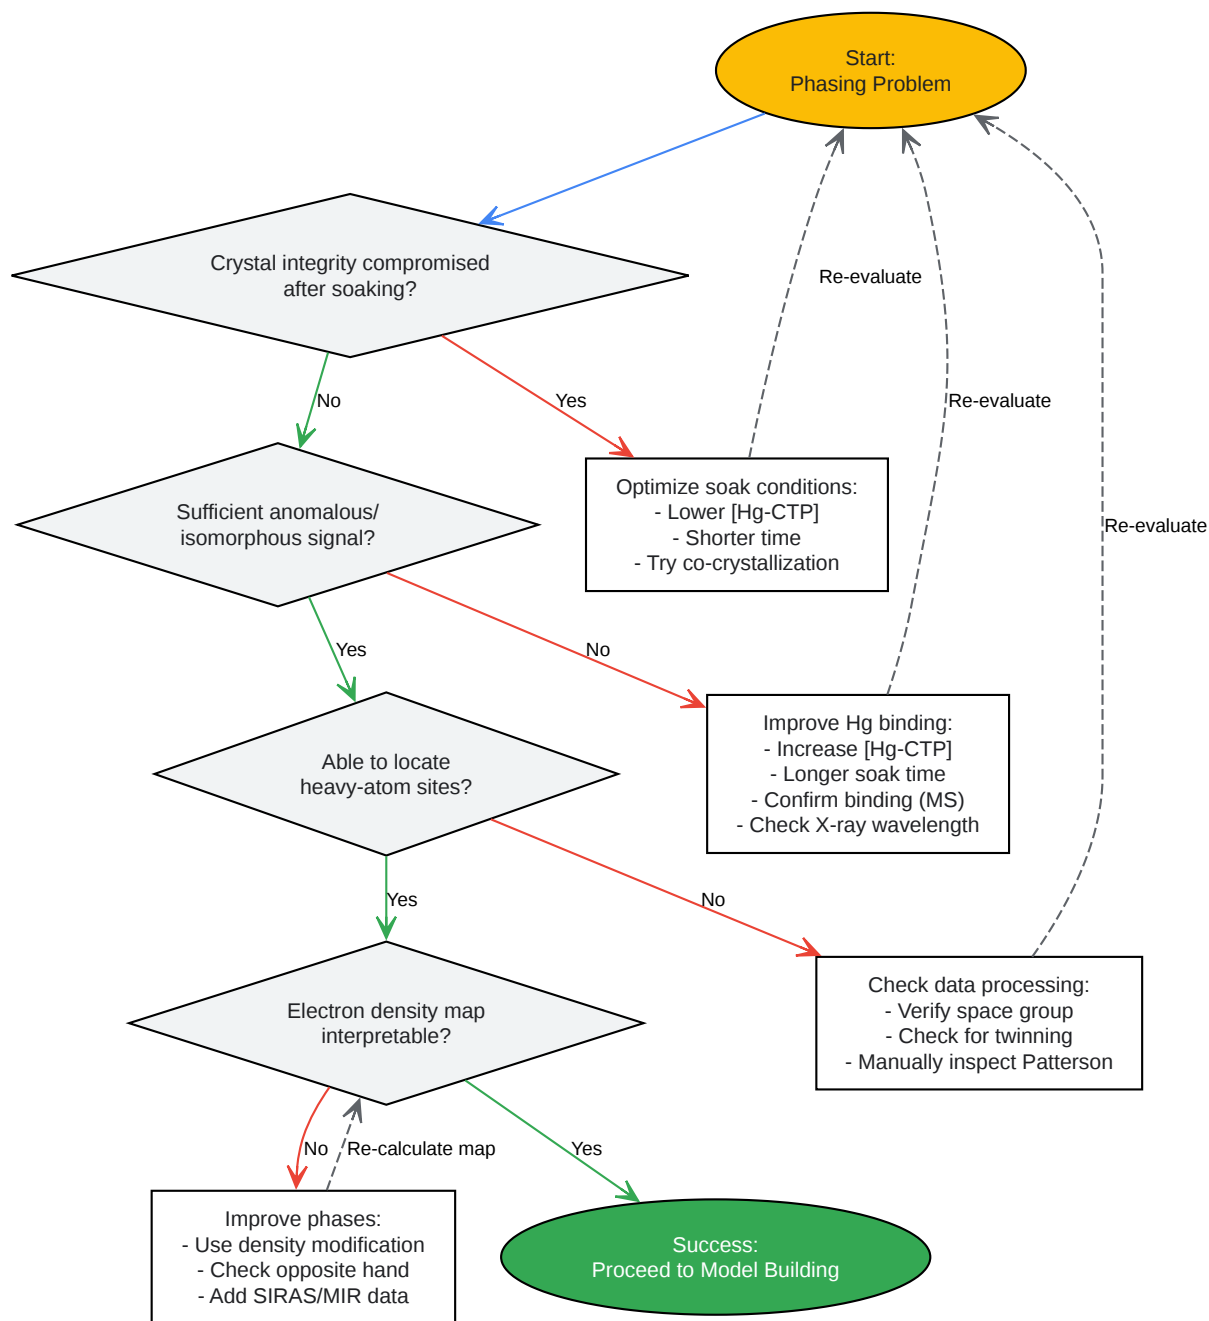 Start:
Phasing Problem
Crystal integrity compromised
after soaking?
Re-evaluate
No
Yes
Re-evaluate
Optimize soak conditions:
- Lower [Hg-CTP]
- Shorter time
- Try co-crystallization
Sufficient anomalous/
isomorphous signal?
Re-evaluate
Yes
No
Improve Hg binding:
- Increase [Hg-CTP]
- Longer soak time
- Confirm binding (MS)
- Check X-ray wavelength
Able to locate
heavy-atom sites?
Yes
No
Check data processing:
- Verify space group
- Check for twinning
- Manually inspect Patterson
Electron density map
interpretable?
No
Re-calculate map
Yes
Improve phases:
- Use density modification
- Check opposite hand
- Add SIRAS/MIR data
Success:
Proceed to Model Building